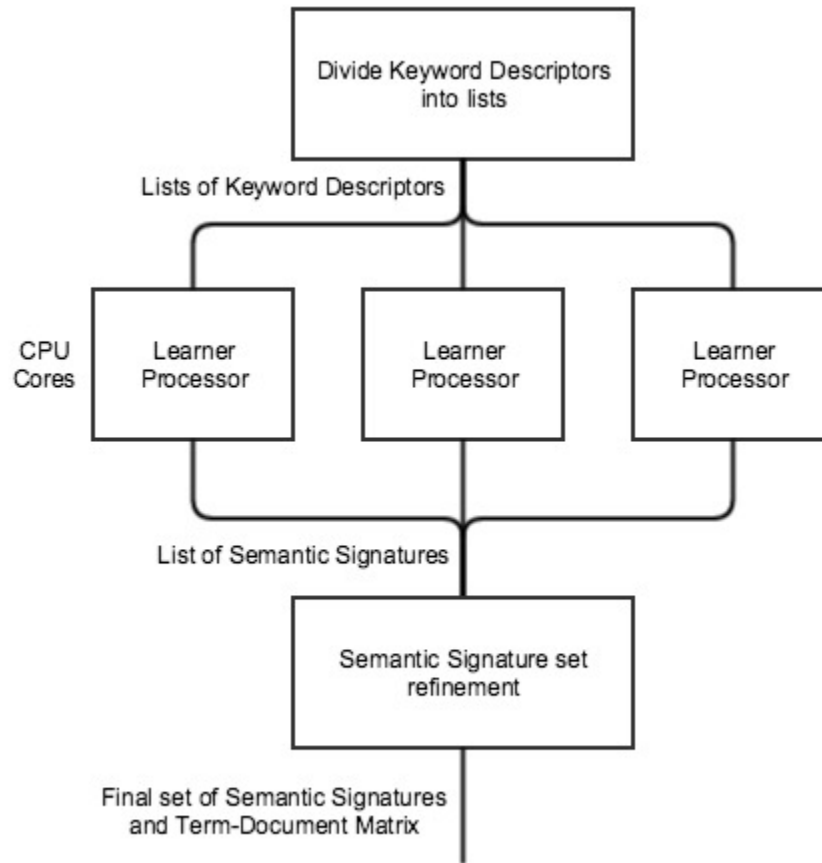 Divide Keyword Descriptors
into lists
Lists of Keyword Descriptors
CPU
Cores
Learner
Processor
Learner
Processor
Learner
Processor
List of Semantic Signatures
Semantic Signature set
refinement
Final set of Semantic Signatures
and Term-Document Matrix